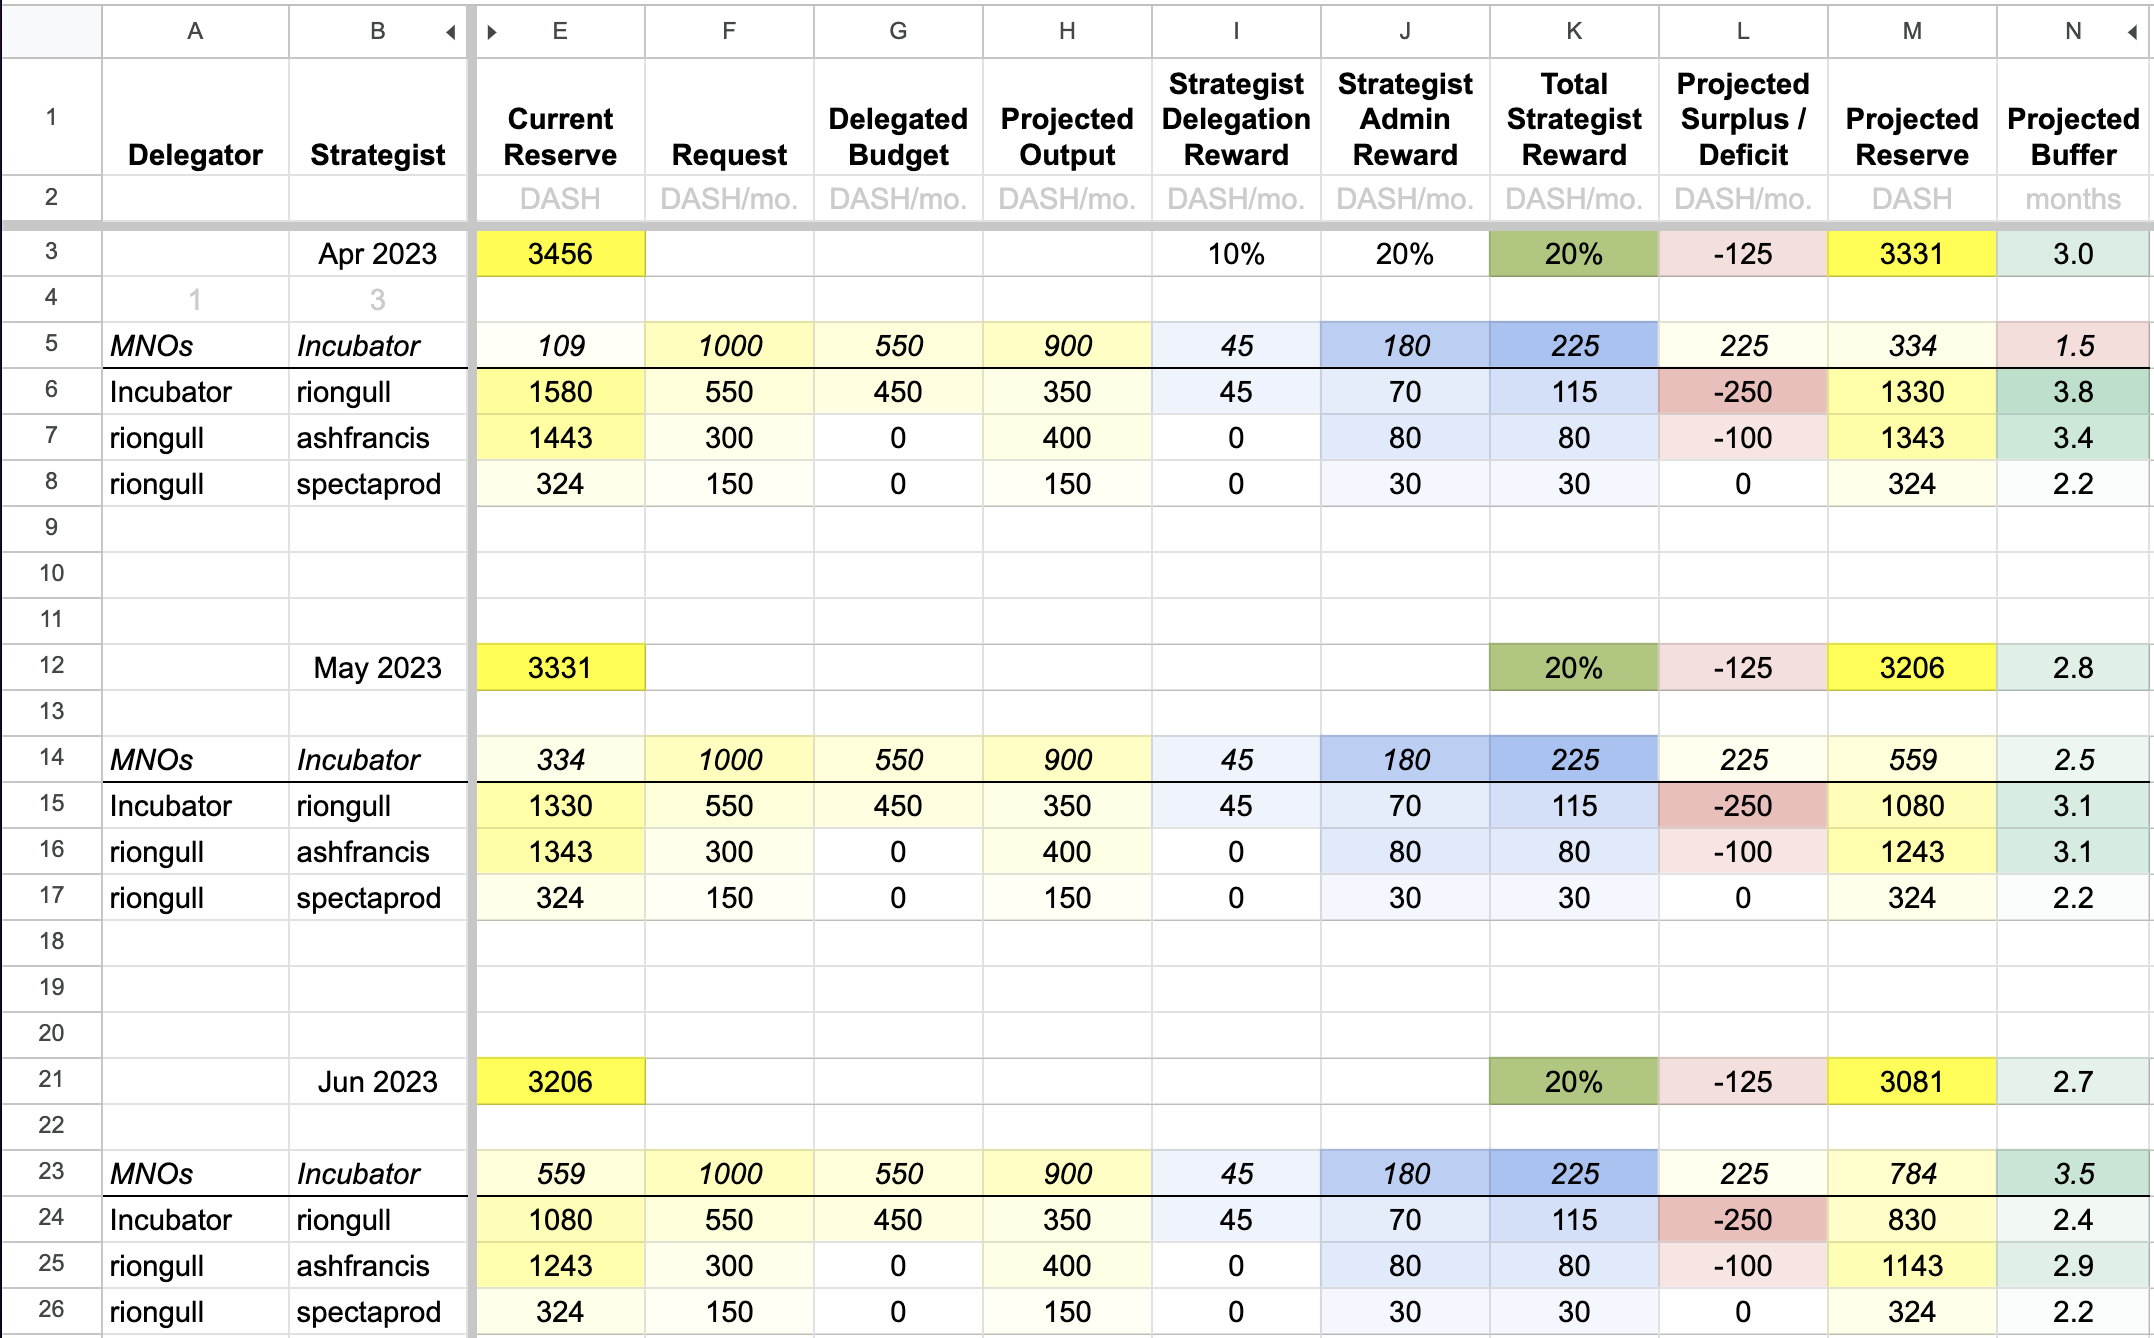 A B E F G H I J K L M N
1 Delegator Strategist Current Reserve Request Delegated Budget Projected Output Strategist Delegation Reward Strategist Admin Reward Total Strategist Reward Projected Surplus / Deficit Projected Reserve Projected Buffer
2 DASH DASH/mo. DASH/mo. DASH/mo. DASH/mo. DASH/mo. DASH/mo. DASH/mo. DASH months
3 Apr 2023 3456 10% 20% 20% -125 3331 3.0
4 1 3
5 MNOs Incubator 109 1000 550 900 45 180 225 225 334 1.5
6 Incubator riongull 1580 550 450 350 45 70 115 -250 1330 3.8
7 riongull ashfrancis 1443 300 0 400 0 80 80 -100 1343 3.4
8 riongull spectaprod 324 150 0 150 0 30 30 0 324 2.2
9
10
11
12 May 2023 3331 20% -125 3206 2.8
13
14 MNOs Incubator 334 1000 550 900 45 180 225 225 559 2.5
15 Incubator riongull 1330 550 450 350 45 70 115 -250 1080 3.1
16 riongull ashfrancis 1343 300 0 400 0 80 80 -100 1243 3.1
17 riongull spectaprod 324 150 0 150 0 30 30 0 324 2.2
18
19
20
21 Jun 2023 3206 20% -125 3081 2.7
22
23 MNOs Incubator 559 1000 550 900 45 180 225 225 784 3.5
24 Incubator riongull 1080 550 450 350 45 70 115 -250 830 2.4
25 riongull ashfrancis 1243 300 0 400 0 80 80 -100 1143 2.9
26 riongull spectaprod 324 150 0 150 0 30 30 0 324 2.2